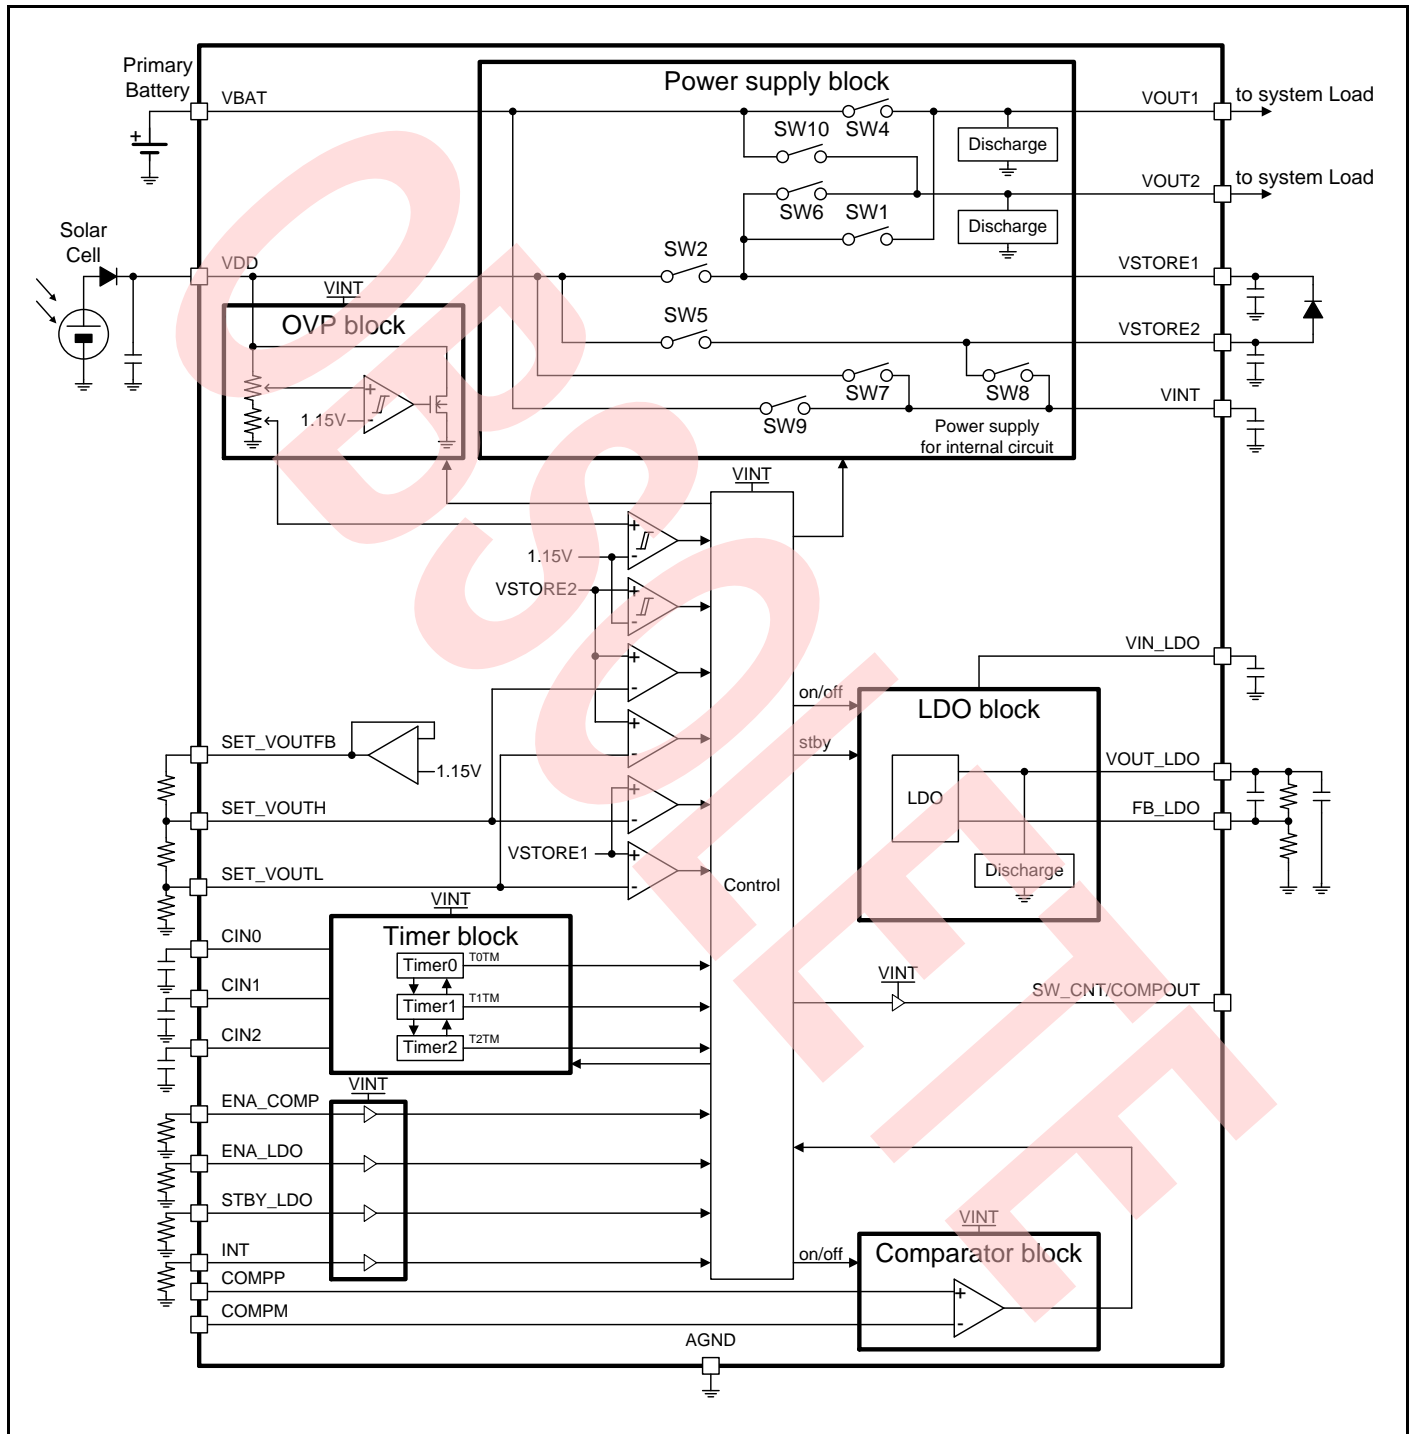 Primary
Battery
VBAT
Power supply block
VOUT1
to system Load
SW10
SW4
Discharge
VOUT2
to system Load
SW6
SW1
Discharge
Solar
Cell
VDD
SW2
VSTORE1
VINT
OVP block
SW5
VSTORE2
SW7
SW8
VINT
+
1.15V
-
SW9
Power supply
for internal circuit
VINT
+
1.15V
-
VSTORE2
+
-
+
-
+
-
SET_VOUTFB
1.15V
+
-
SET_VOUTH
VSTORE1
+
-
SET_VOUTL
Control
on/off
stby
VIN_LDO
LDO block
LDO
VOUT_LDO
FB_LDO
Discharge
VINT
Timer block
CIN0
Timer0
T0TM
CIN1
Timer1
T1TM
CIN2
Timer2
T2TM
VINT
SW_CNT/COMPOUT
VINT
ENA_COMP
ENA_LDO
STBY_LDO
INT
COMPP
COMPM
on/off
VINT
Comparator block
+
-
AGND
+
OBSOLETE